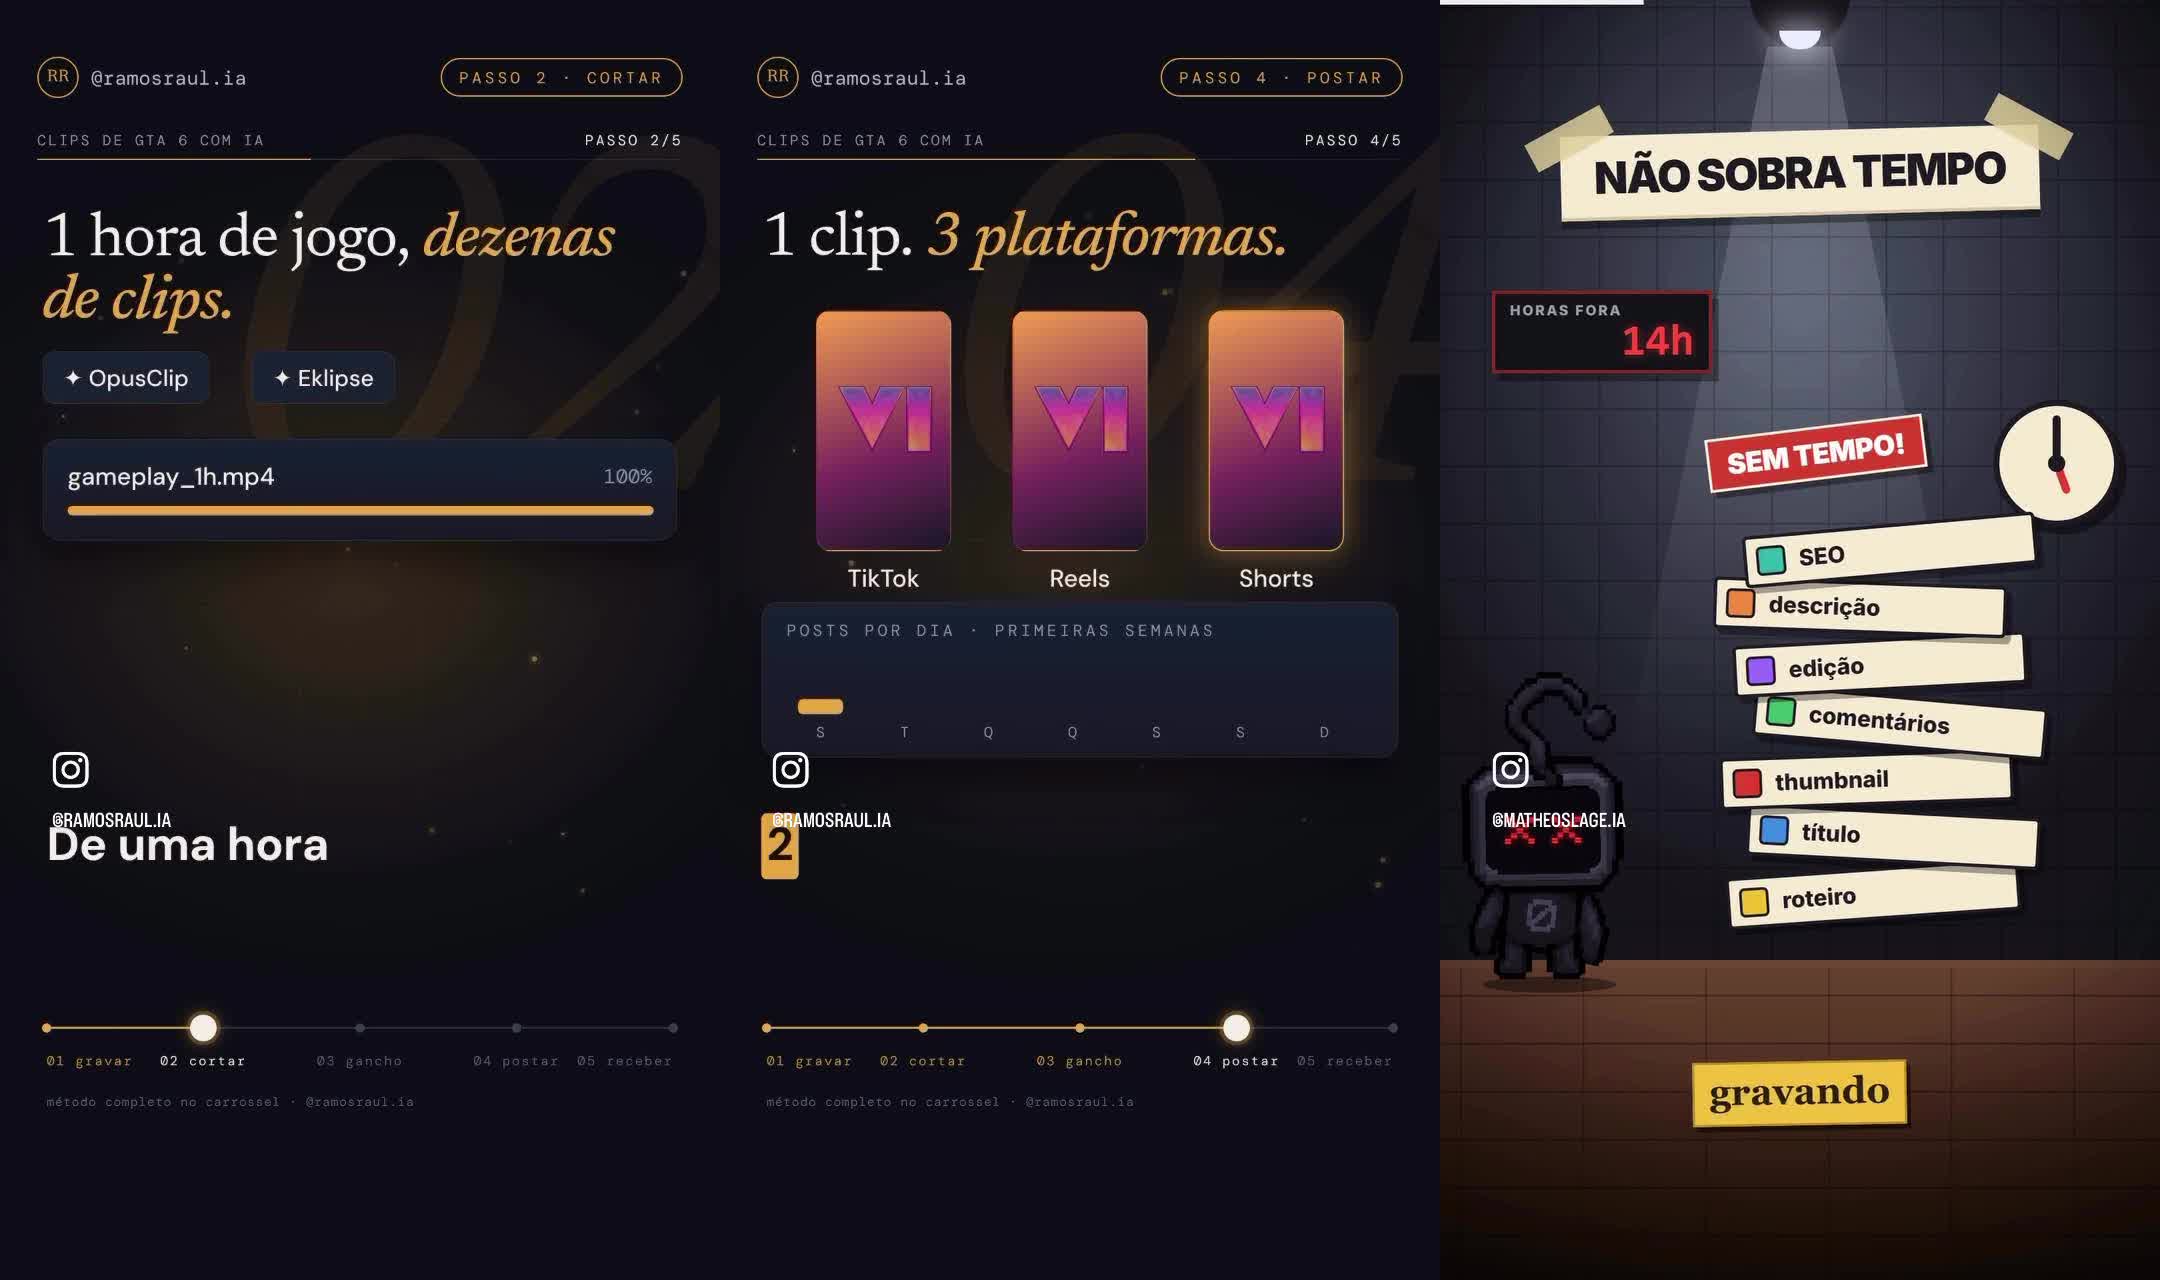 RR @ramosraul.ia
PASSO 2 · CORTAR
CLIPS DE GTA 6 COM IA
PASSO 2/5
02
1 hora de jogo, dezenas
de clips.
✦ OpusClip
✦ Eklipse
gameplay_1h.mp4
100%
@RAMOSRAUL.IA
De uma hora
01 gravar
02 cortar
03 gancho
04 postar
05 receber
método completo no carrossel · @ramosraul.ia
RR @ramosraul.ia
PASSO 4 · POSTAR
CLIPS DE GTA 6 COM IA
PASSO 4/5
04
1 clip. 3 plataformas.
VI
VI
VI
TikTok
Reels
Shorts
POSTS POR DIA · PRIMEIRAS SEMANAS
S T Q Q S S D
@RAMOSRAUL.IA
2
01 gravar
02 cortar
03 gancho
04 postar
05 receber
método completo no carrossel · @ramosraul.ia
NÃO SOBRA TEMPO
HORAS FORA
14h
SEM TEMPO!
SEO
descrição
edição
comentários
thumbnail
título
roteiro
@MATHEOSLAGE.IA
gravando